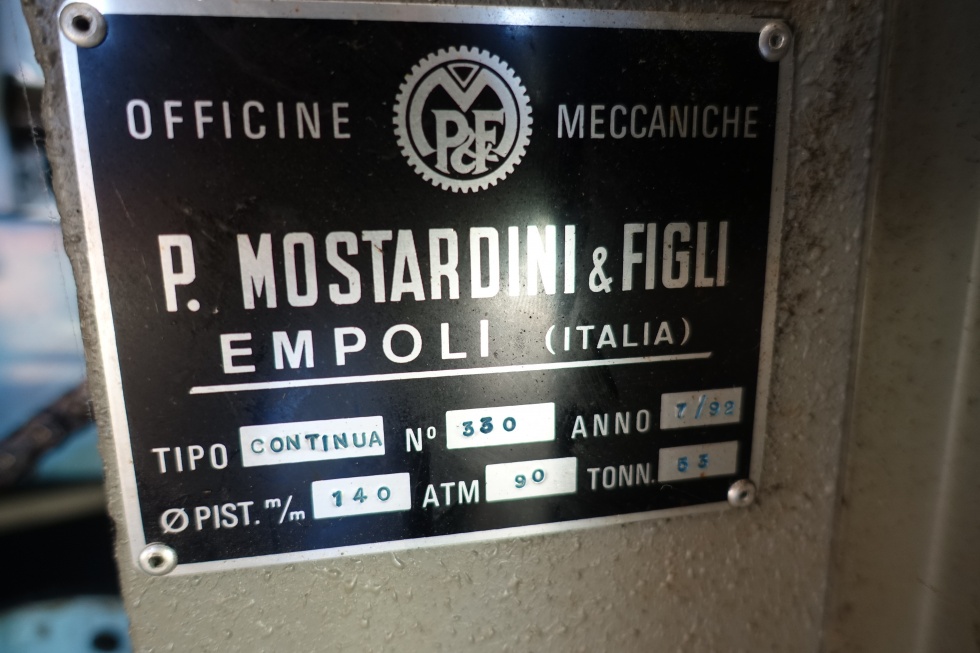 OFFICINE MP&F MECCANICHE
P. MOSTARDINI & FIGLI
EMPOLI (ITALIA)
TIPO CONTINUA Nº 330 ANNO 7/92
Ø PIST. m/m 140 ATM 90 TONN. 53